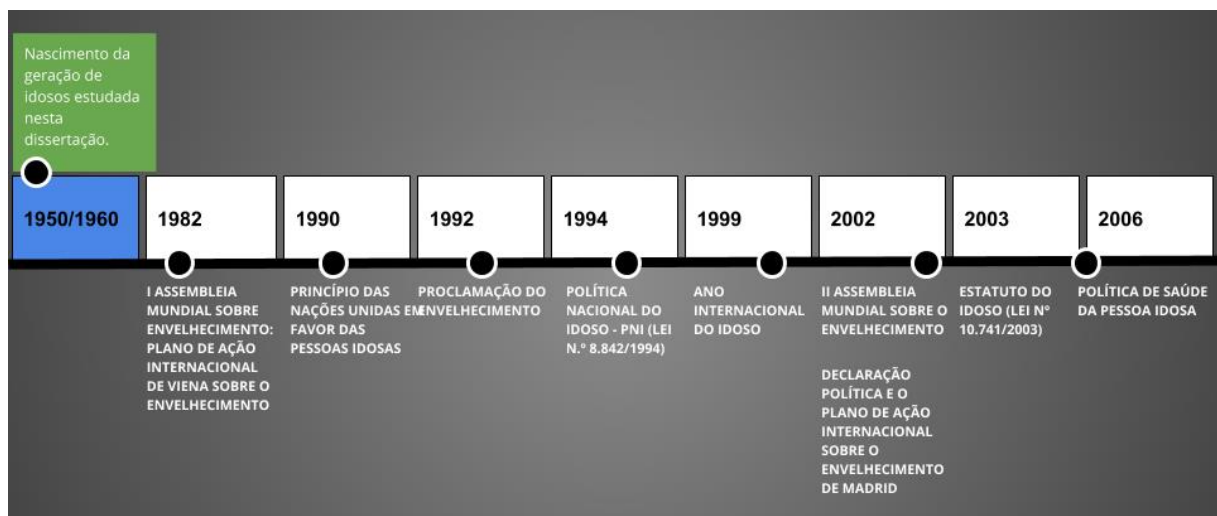 Nascimento da
geração de
idosos estudada
nesta
dissertação.
1950/1960
1982
1990
1992
1994
1999
2002
2003
2006
I ASSEMBLEIA
MUNDIAL SOBRE
ENVELHECIMENTO:
PLANO DE AÇÃO
INTERNACIONAL
DE VIENA SOBRE O
ENVELHECIMENTO
PRINCÍPIO DAS
NAÇÕES UNIDAS EM
FAVOR DAS
PESSOAS IDOSAS
PROCLAMAÇÃO DO
ENVELHECIMENTO
POLÍTICA
NACIONAL DO
IDOSO - PNI (LEI
N.º 8.842/1994)
ANO
INTERNACIONAL
DO IDOSO
II ASSEMBLEIA
MUNDIAL SOBRE O
ENVELHECIMENTO
DECLARAÇÃO
POLÍTICA E O
PLANO DE AÇÃO
INTERNACIONAL
SOBRE O
ENVELHECIMENTO
DE MADRID
ESTATUTO DO
IDOSO (LEI Nº
10.741/2003)
POLÍTICA DE SAÚDE
DA PESSOA IDOSA